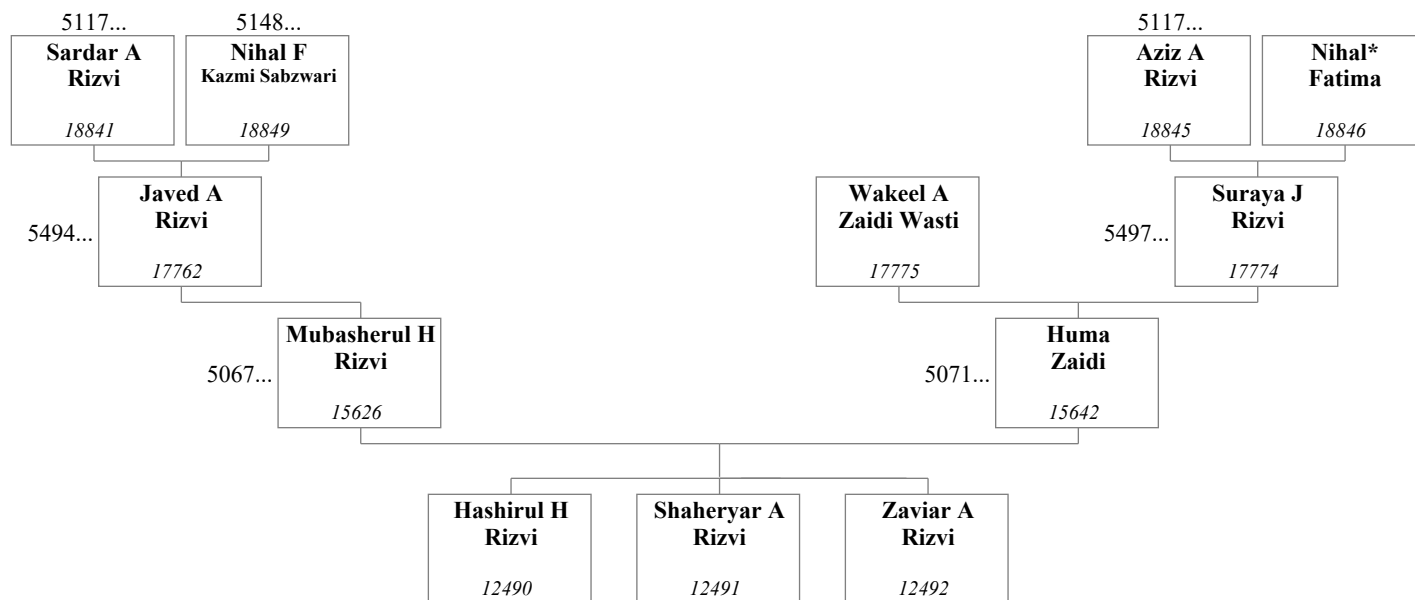 5117...
5148...
5117...
Sardar A
Rizvi
18841
Nihal F
Kazmi Sabzwari
18849
Aziz A
Rizvi
18845
Nihal*
Fatima
18846
5494...
Javed A
Rizvi
17762
Wakeel A
Zaidi Wasti
17775
5497...
Suraya J
Rizvi
17774
5067...
Mubasherul H
Rizvi
15626
5071...
Huma
Zaidi
15642
Hashirul H
Rizvi
12490
Shaheryar A
Rizvi
12491
Zaviar A
Rizvi
12492